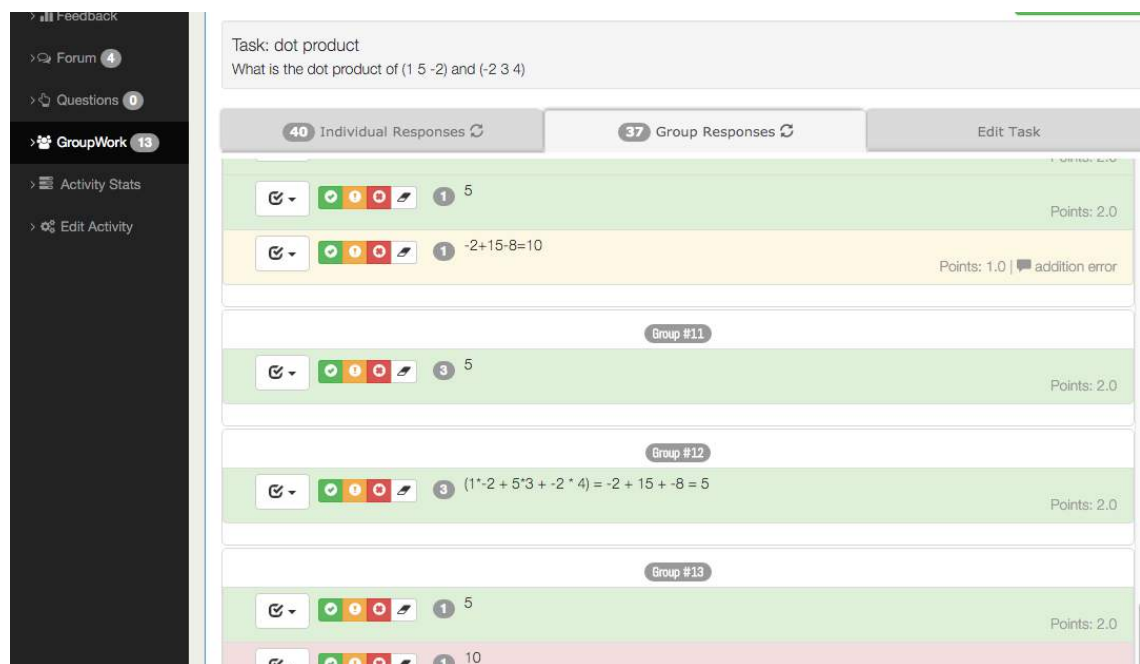 Feedback
Forum 4
Questions 0
GroupWork 13
Activity Stats
Edit Activity
Task: dot product
What is the dot product of (1 5 -2) and (-2 3 4)
40 Individual Responses
37 Group Responses
Edit Task
Points: 2.0
1 5
Points: 2.0
1 -2+15-8=10
Points: 1.0 | addition error
Group #11
3 5
Points: 2.0
Group #12
3 (1*-2 + 5*3 + -2 * 4) = -2 + 15 + -8 = 5
Points: 2.0
Group #13
1 5
Points: 2.0
1 10